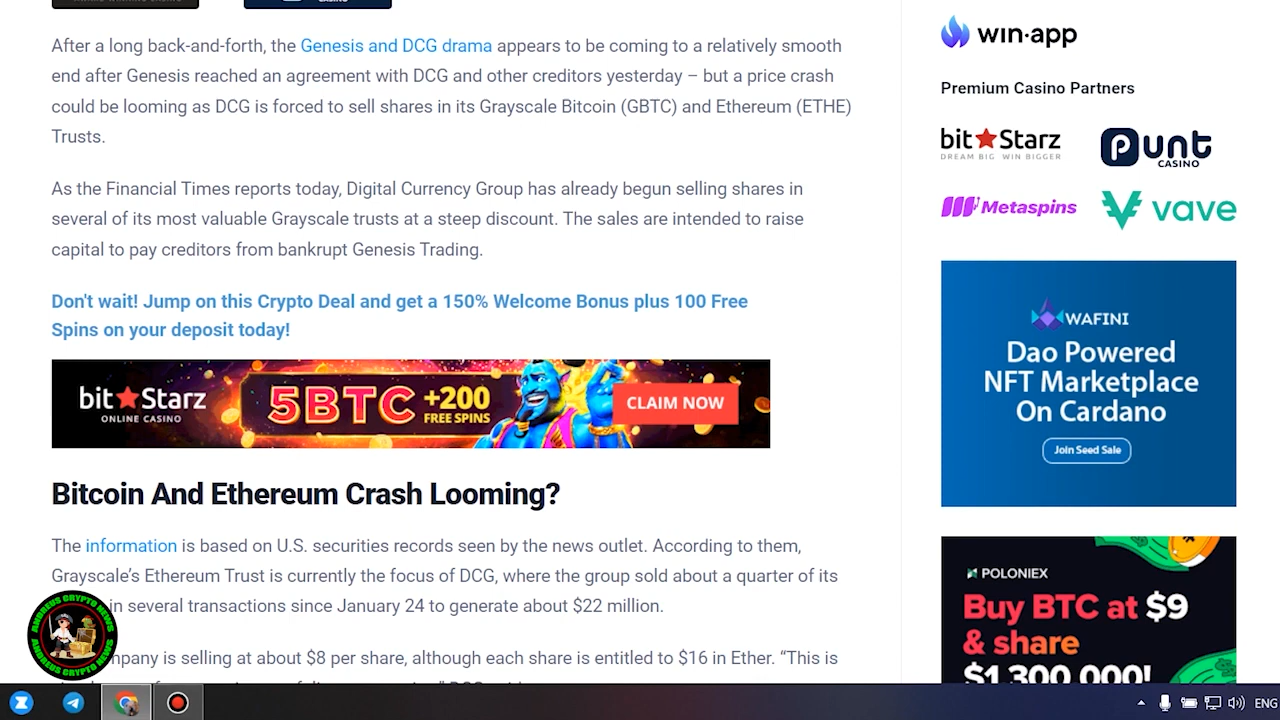 After a long back-and-forth, the Genesis and DCG drama appears to be coming to a relatively smooth
end after Genesis reached an agreement with DCG and other creditors yesterday – but a price crash
could be looming as DCG is forced to sell shares in its Grayscale Bitcoin (GBTC) and Ethereum (ETHE)
Trusts.
As the Financial Times reports today, Digital Currency Group has already begun selling shares in
several of its most valuable Grayscale trusts at a steep discount. The sales are intended to raise
capital to pay creditors from bankrupt Genesis Trading.
Don't wait! Jump on this Crypto Deal and get a 150% Welcome Bonus plus 100 Free
Spins on your deposit today!
bitStarz
ONLINE CASINO
5BTC
+200
FREE SPINS
CLAIM NOW
Bitcoin And Ethereum Crash Looming?
The information is based on U.S. securities records seen by the news outlet. According to them,
Grayscale’s Ethereum Trust is currently the focus of DCG, where the group sold about a quarter of its
in several transactions since January 24 to generate about $22 million.
is selling at about $8 per share, although each share is entitled to $16 in Ether. “This is
ANDREUS CRYPTO NEWS
ANDREUS CRYPTO NEWS
win·app
Premium Casino Partners
bitStarz
DREAM BIG WIN BIGGER
Punt
CASINO
Metaspins
vave
WAFINI
Dao Powered
NFT Marketplace
On Cardano
Join Seed Sale
POLONIEX
Buy BTC at $9
& share
$1,300,000!
ENG